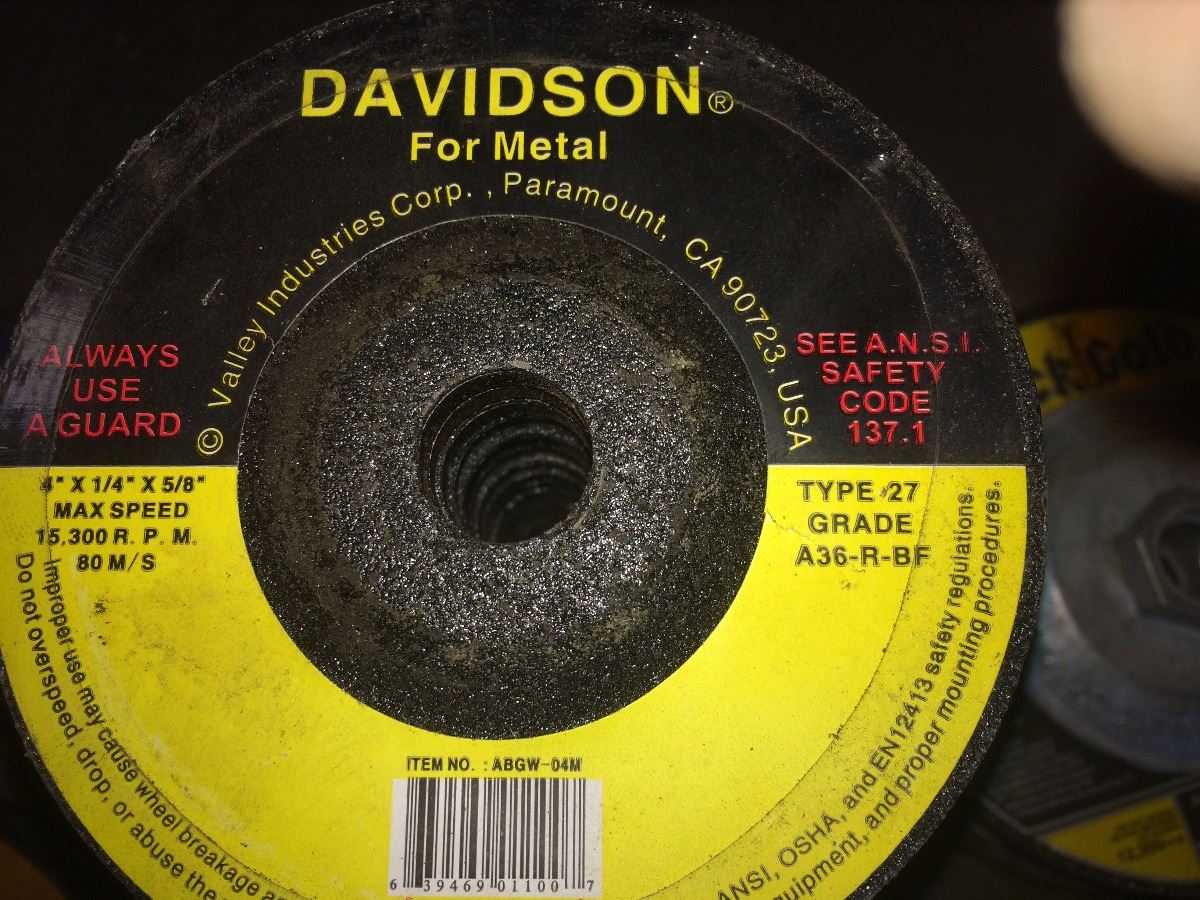 DAVIDSON®
For Metal
© Valley Industries Corp. , Paramount, CA 90723, USA
ALWAYS
USE
A GUARD
SEE A.N.S.I.
SAFETY
CODE
137.1
4" X 1/4" X 5/8"
MAX SPEED
15,300 R. P. M.
80 M/S
TYPE 27
GRADE
A36-R-BF
Improper use may cause wheel breakage
Do not overspeed, drop, or abuse the
ANSI, OSHA, and EN12413 safety regulations.
equipment, and proper mounting procedures.
ITEM NO. : ABGW-04M
6 39469 01100 7
ck Gold